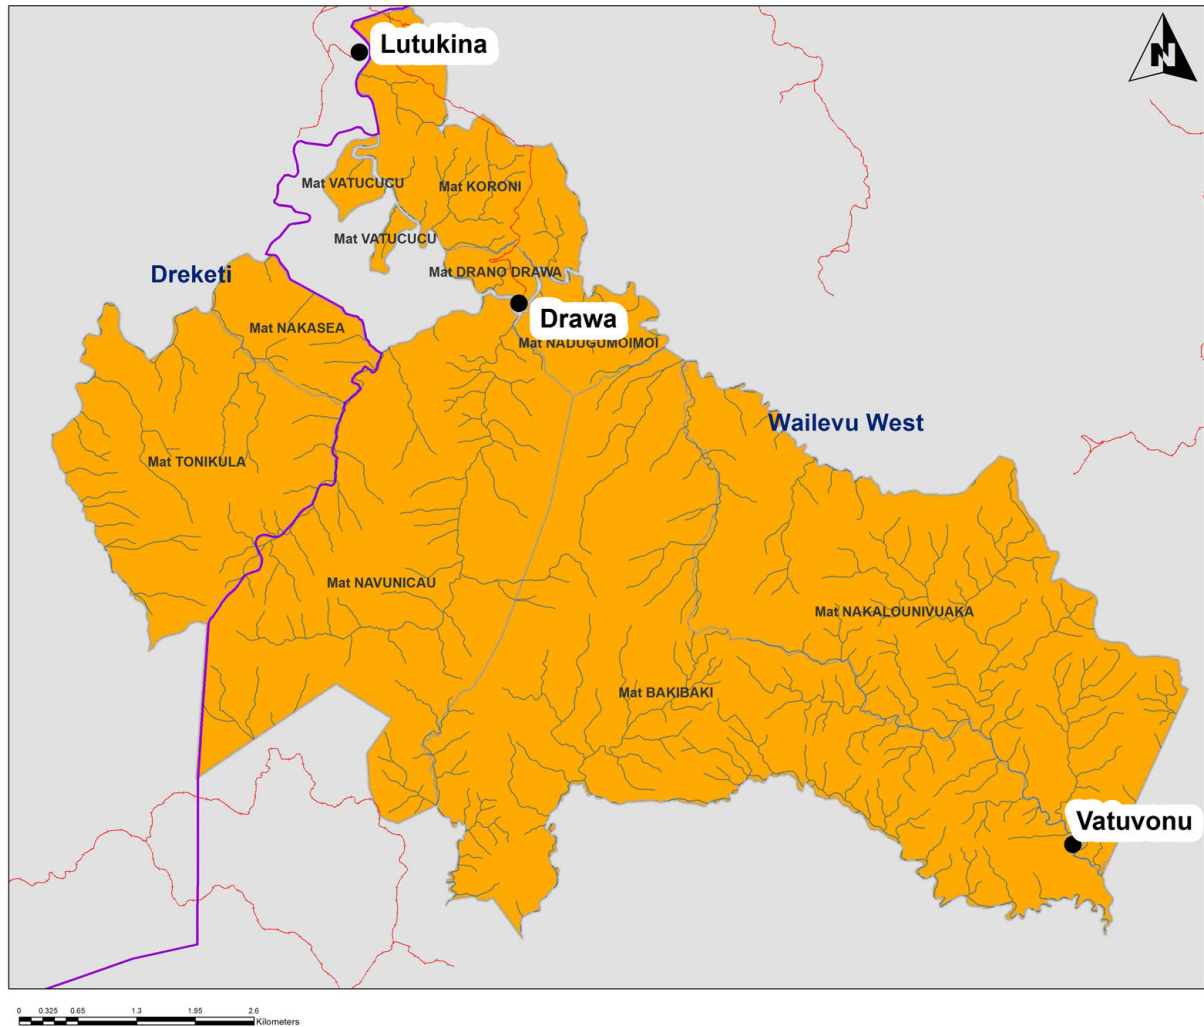 Lutukina
N
Mat VATUCUCU
Mat KORONI
Mat VATUCUCU
Dreketi
Mat DRANO DRAWA
Drawa
Mat NAKASEA
Mat NADUGUMOIMOI
Wailevu West
Mat TONIKULA
Mat NAVUNICAU
Mat NAKALOUNIVUAKA
Mat BAKIBAKI
Vatuvonu
0 0.325 0.65 1.3 1.95 2.6
Kilometers